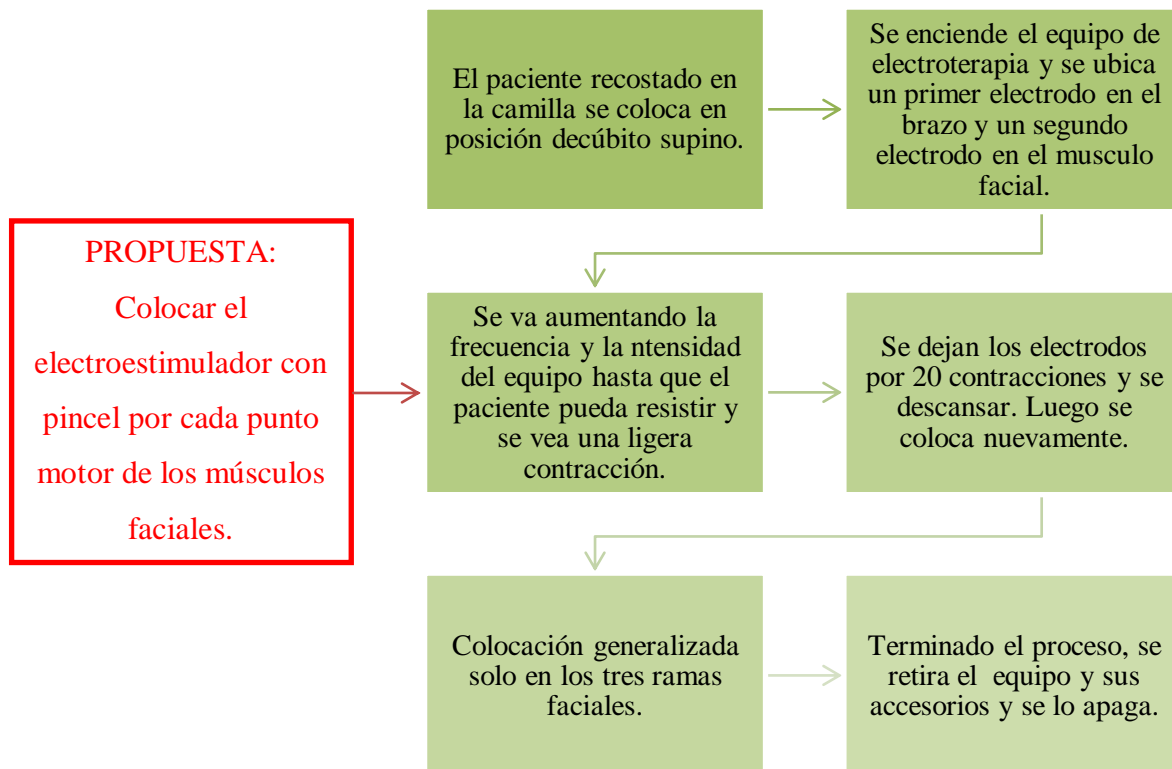 El paciente recostado en
la camilla se coloca en
posición decúbito supino.
Se enciende el equipo de
electroterapia y se ubica
un primer electrodo en el
brazo y un segundo
electrodo en el musculo
facial.
PROPUESTA:
Colocar el
electroestimulador con
pincel por cada punto
motor de los músculos
faciales.
Se va aumentando la
frecuencia y la ntensidad
del equipo hasta que el
paciente pueda resistir y
se vea una ligera
contracción.
Se dejan los electrodos
por 20 contracciones y se
descansar. Luego se
coloca nuevamente.
Colocación generalizada
solo en los tres ramas
faciales.
Terminado el proceso, se
retira el equipo y sus
accesorios y se lo apaga.